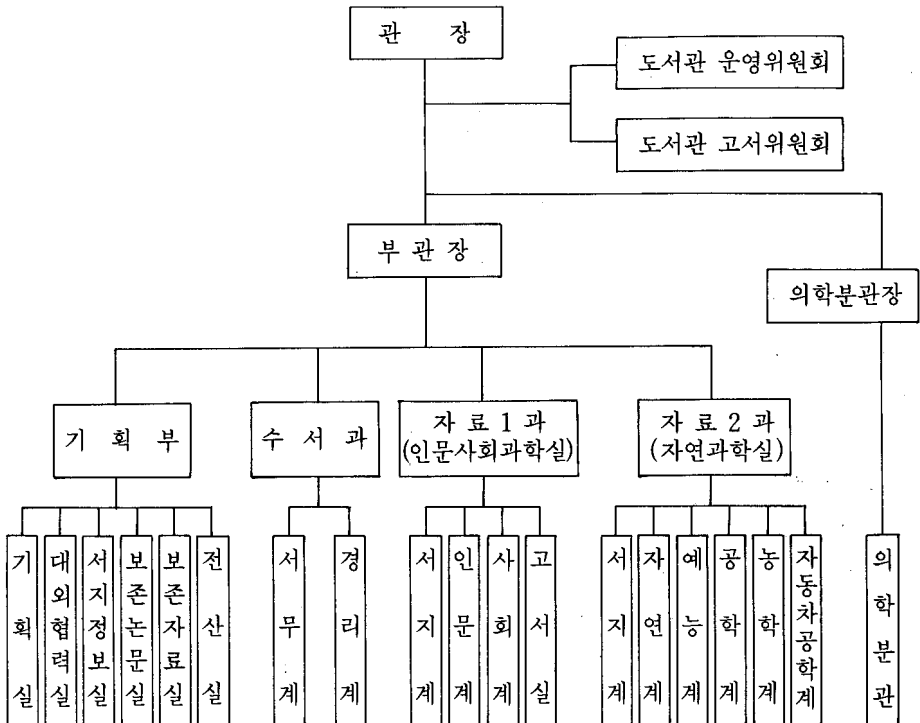 관 장
도서관 운영위원회
도서관 고서위원회
부 관 장
의학분관장
기 획 부
수 서 과
자 료 1 과
(인문사회과학실)
자 료 2 과
(자연과학실)
기획실
대외협력실
서지정보실
보존논문실
보존자료실
전산실
서무계
경리계
서지계
인문계
사회계
고서실
서지계
자연계
예능계
공학계
농학계
자동차공학계
의학분관